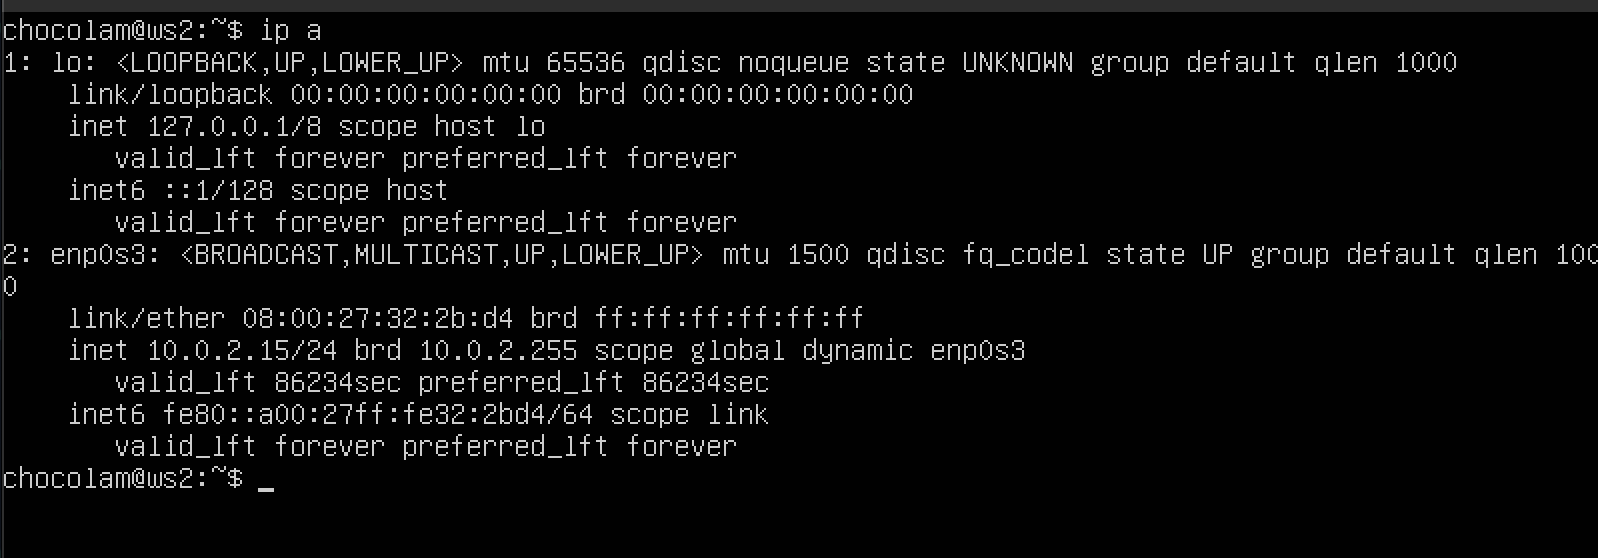 chocolam@ws2:~$ ip a
1: lo: <LOOPBACK,UP,LOWER_UP> mtu 65536 qdisc noqueue state UNKNOWN group default qlen 1000
    link/loopback 00:00:00:00:00:00 brd 00:00:00:00:00:00
    inet 127.0.0.1/8 scope host lo
       valid_lft forever preferred_lft forever
    inet6 ::1/128 scope host
       valid_lft forever preferred_lft forever
2: enp0s3: <BROADCAST,MULTICAST,UP,LOWER_UP> mtu 1500 qdisc fq_codel state UP group default qlen 100
0
    link/ether 08:00:27:32:2b:d4 brd ff:ff:ff:ff:ff:ff
    inet 10.0.2.15/24 brd 10.0.2.255 scope global dynamic enp0s3
       valid_lft 86234sec preferred_lft 86234sec
    inet6 fe80::a00:27ff:fe32:2bd4/64 scope link
       valid_lft forever preferred_lft forever
chocolam@ws2:~$ _